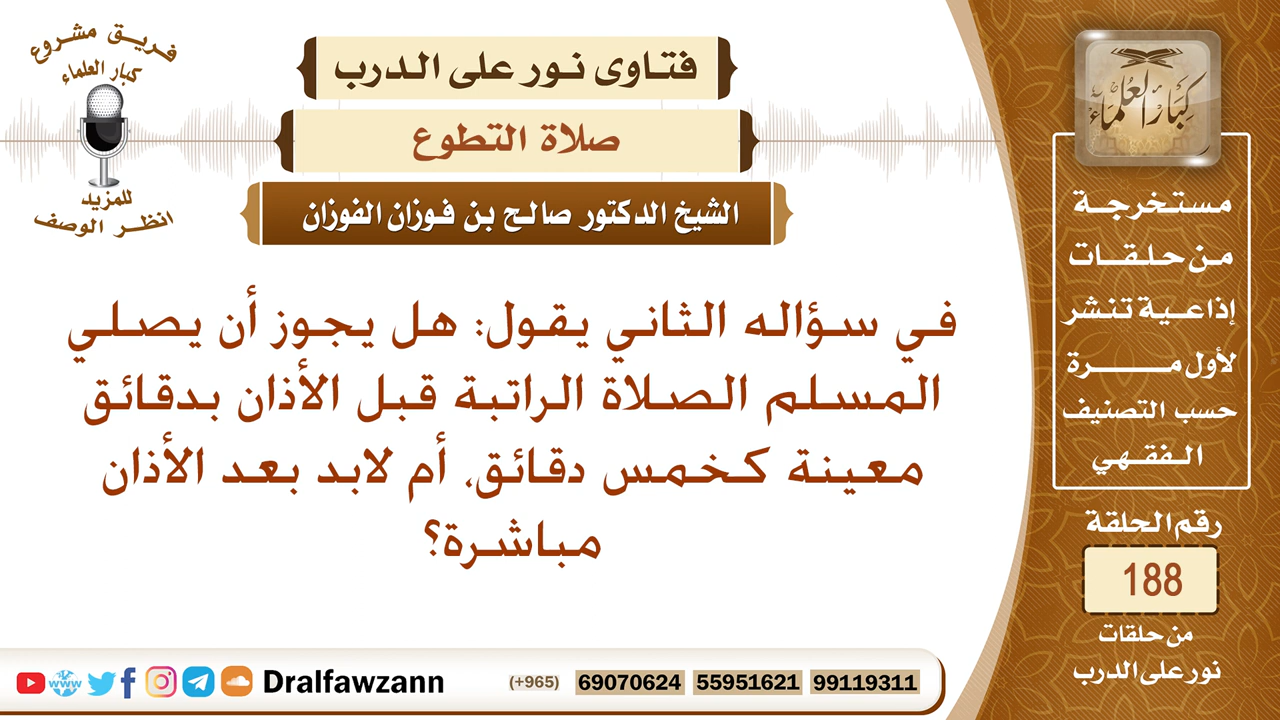 فريق مشروع
كبار العلماء
للمزيد
انظر الوصف
فتاوى نور على الدرب
صلاة التطوع
الشيخ الدكتور صالح بن فوزان الفوزان
في سؤاله الثاني يقول: هل يجوز أن يصلي
المسلم الصلاة الراتبة قبل الأذان بدقائق
معينة كخمس دقائق، أم لابد بعد الأذان
مباشرة؟
كبار العلماء
مستخرجة
من حلقات
إذاعية تنشر
لأول مرة
حسب التصنيف
الفقهي
رقم الحلقة
188
من حلقات
نور على الدرب
www
Dralfawzann (+965) 69070624 55951621 99119311